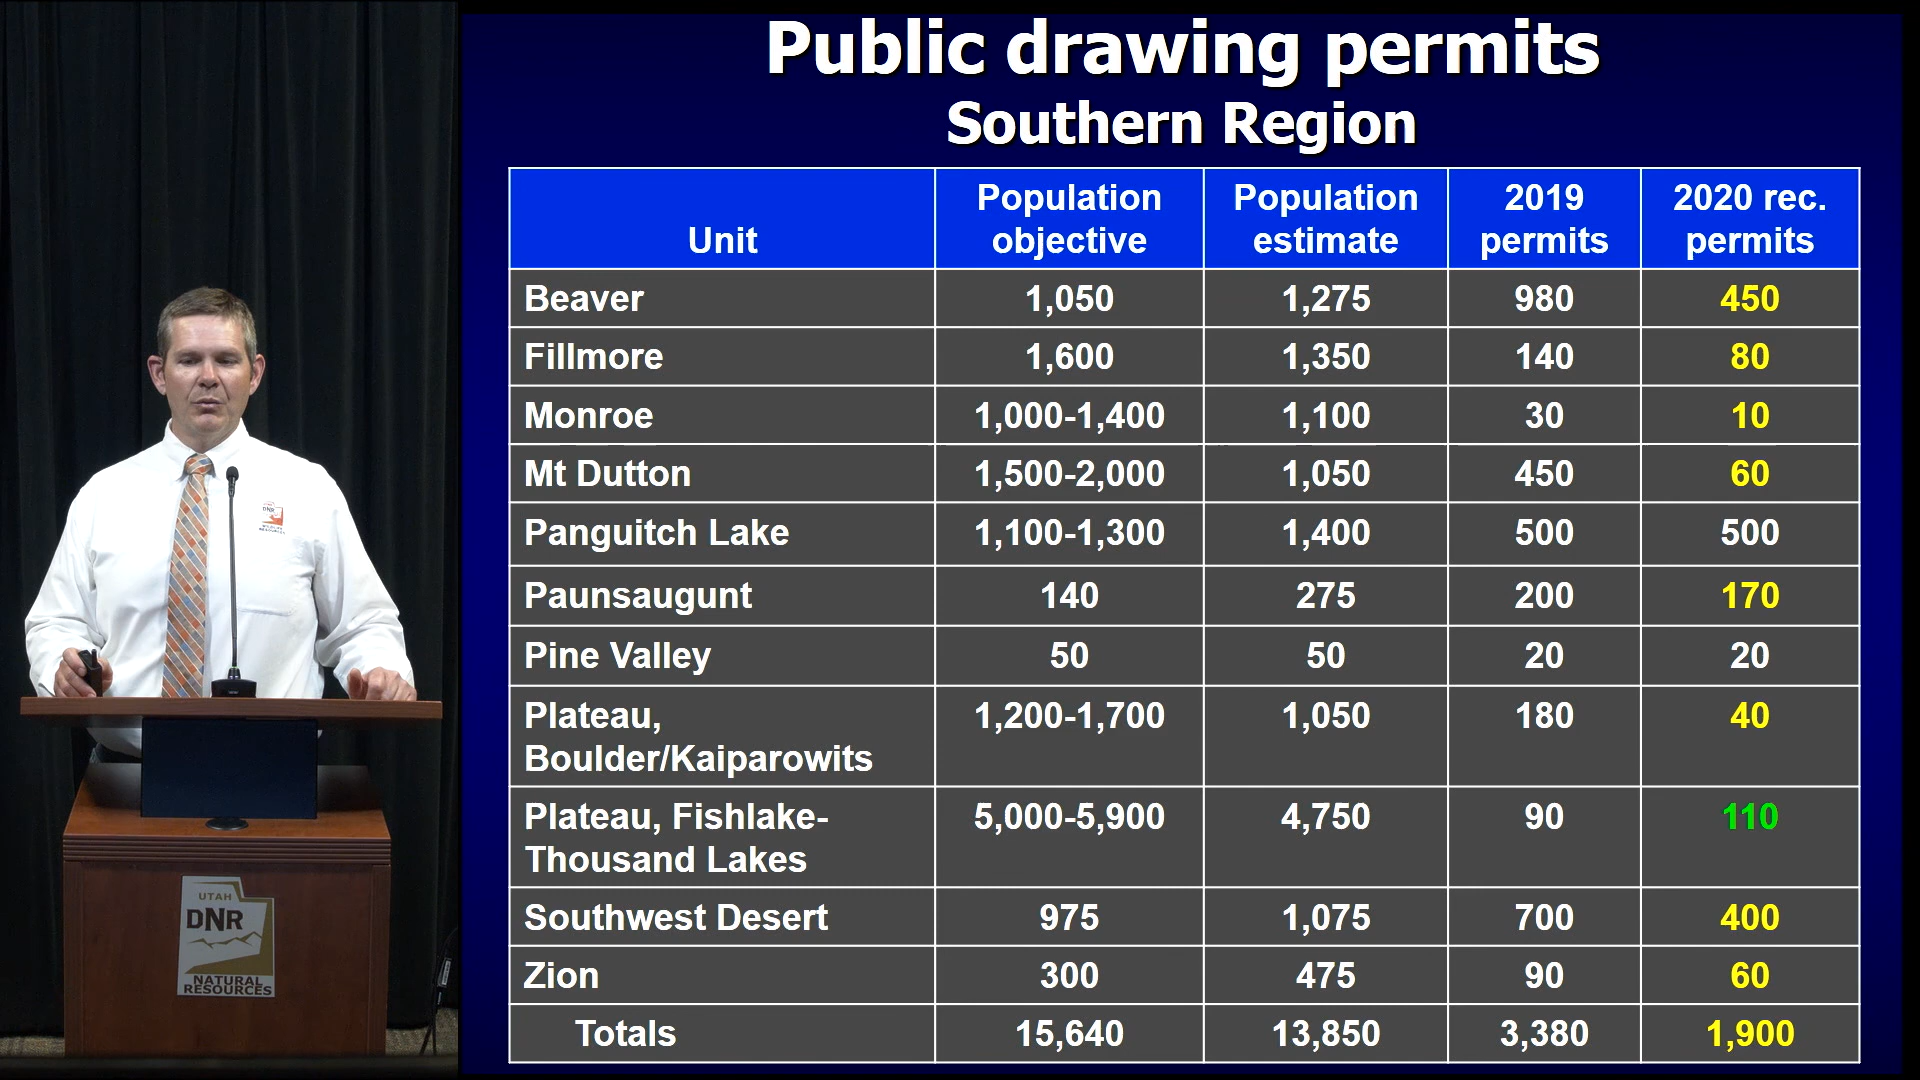 Public drawing permits
Southern Region
Unit Population objective Population estimate 2019 permits 2020 rec. permits
Beaver 1,050 1,275 980 450
Fillmore 1,600 1,350 140 80
Monroe 1,000-1,400 1,100 30 10
Mt Dutton 1,500-2,000 1,050 450 60
Panguitch Lake 1,100-1,300 1,400 500 500
Paunsaugunt 140 275 200 170
Pine Valley 50 50 20 20
Plateau, 1,200-1,700 1,050 180 40
Boulder/Kaiparowits
Plateau, Fishlake- 5,000-5,900 4,750 90 110
Thousand Lakes
Southwest Desert 975 1,075 700 400
Zion 300 475 90 60
Totals 15,640 13,850 3,380 1,900
DNR
UTAH
DNR
NATURAL
RESOURCES